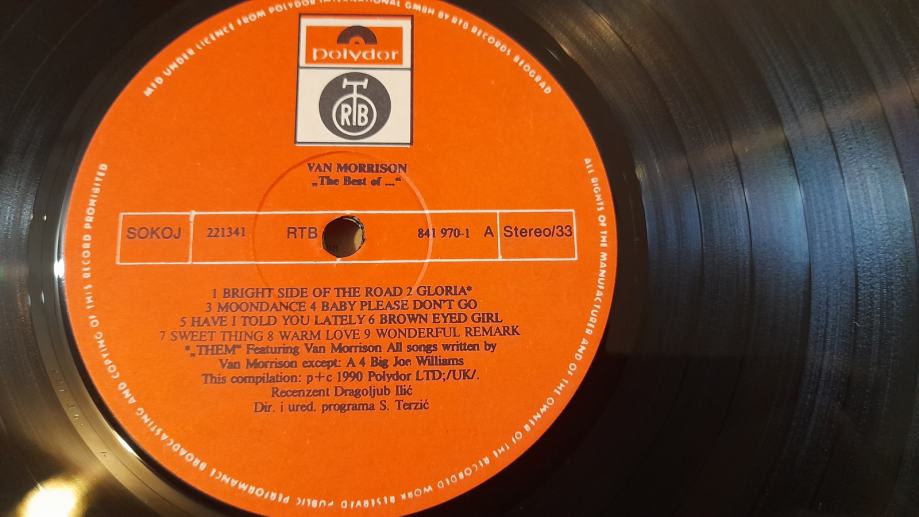 MFD UNDER LICENCE FROM POLYDOR INTERNATIONAL GMBH BY RTB RECORDS BEOGRAD
polydor
RTB
VAN MORRISON
„The Best of ...“
SOKOJ 221341 RTB 841 970-1 A Stereo/33
1 BRIGHT SIDE OF THE ROAD 2 GLORIA*
3 MOONDANCE 4 BABY PLEASE DON'T GO
5 HAVE I TOLD YOU LATELY 6 BROWN EYED GIRL
7 SWEET THING 8 WARM LOVE 9 WONDERFUL REMARK
*„THEM“ Featuring Van Morrison All songs written by
Van Morrison except: A 4 Big Joe Williams
This compilation: p+c 1990 Polydor LTD;/UK/.
Recenzent Dragoljub Ilić
Dir. i ured. programa S. Terzić
ALL RIGHTS OF THE MANUFACTURER AND OF THE OWNER OF THE RECORDED WORK RESERVED PUBLIC PERFORMANCE BROADCASTING AND COPYING OF THIS RECORD PROHIBITED